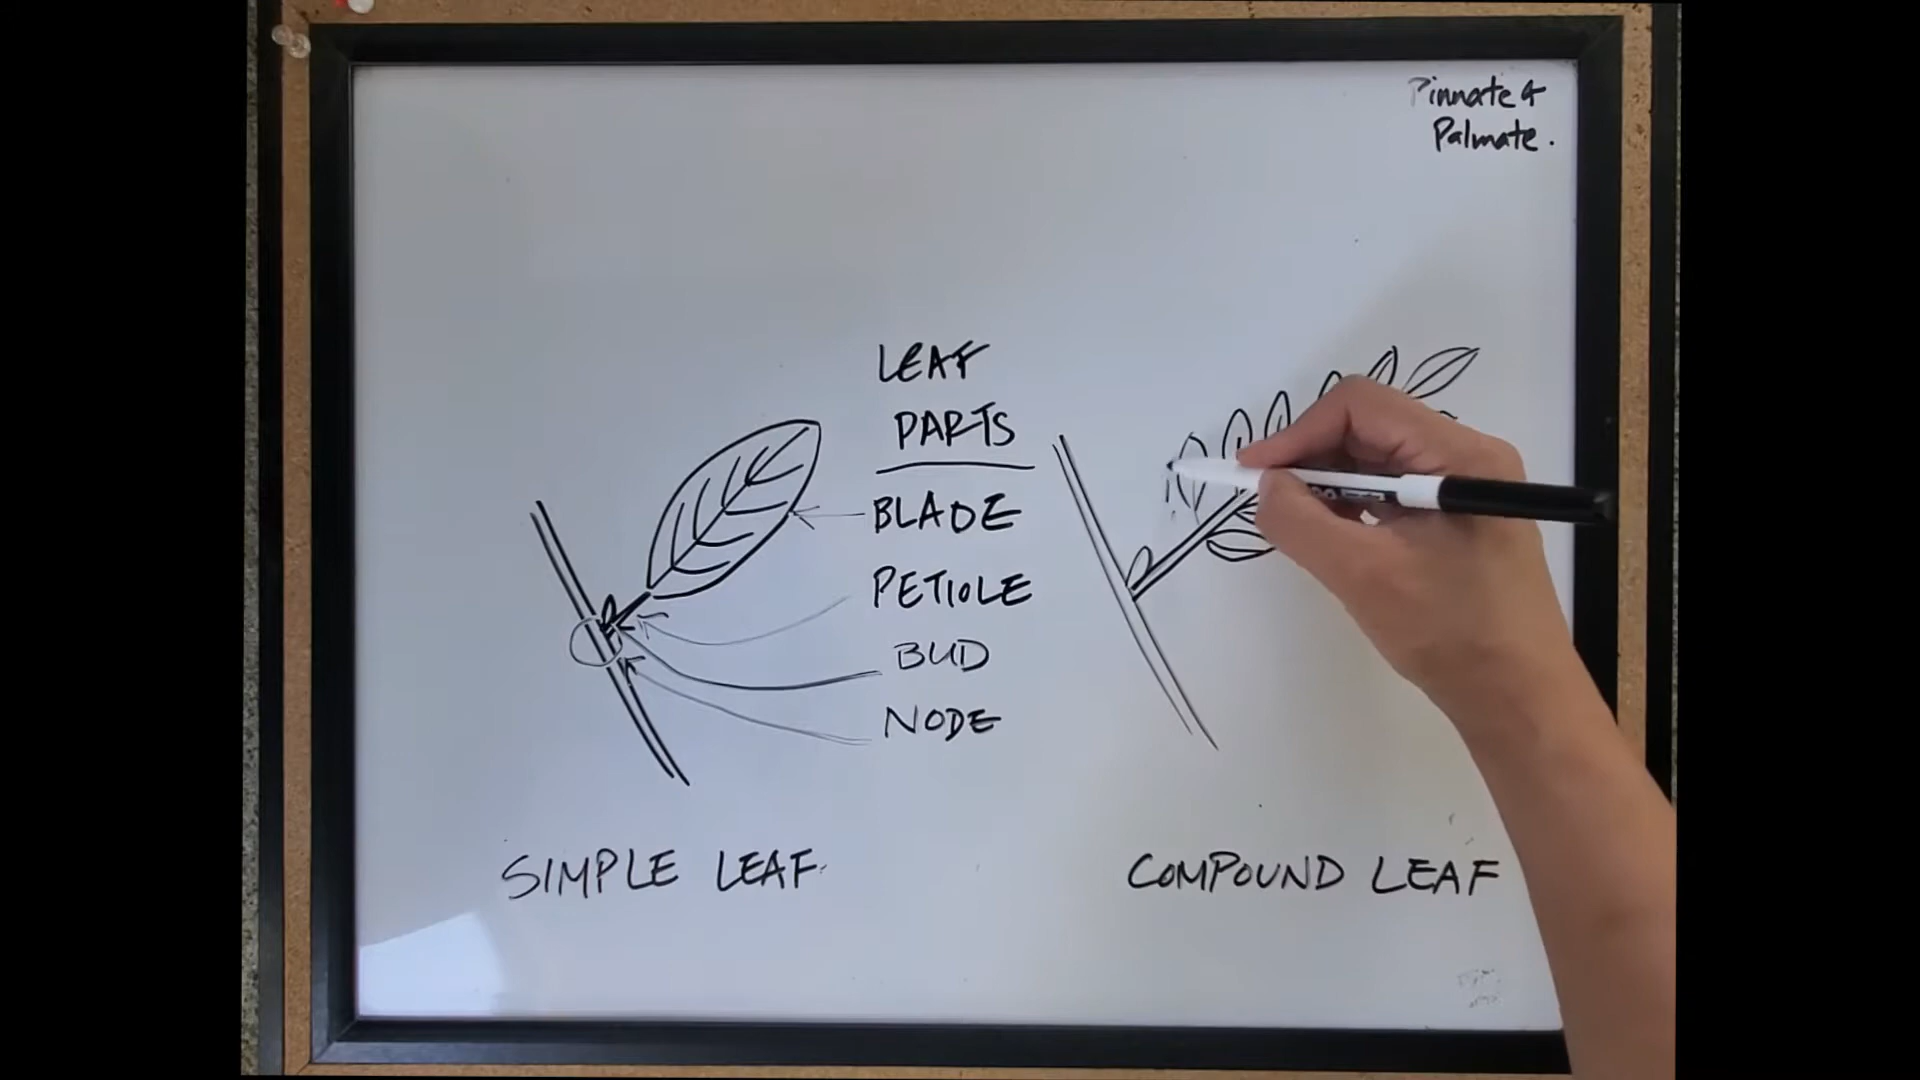 Pinnate &
Palmate.
LEAF
PARTS
BLADE
PETIOLE
BUD
NODE
SIMPLE LEAF
COMPOUND LEAF